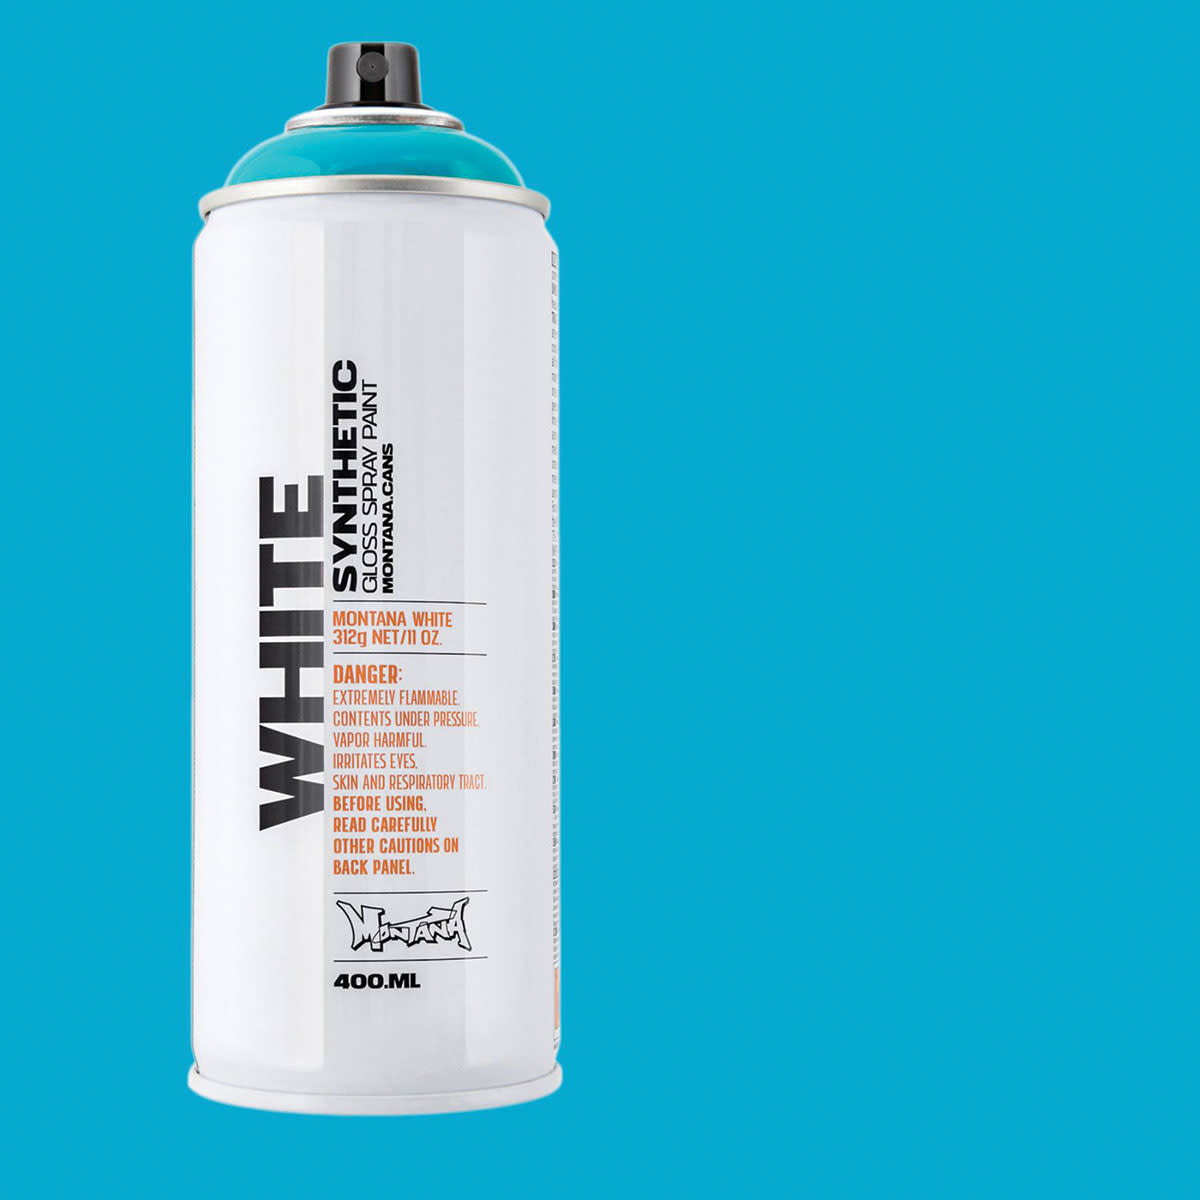 WHITE
SYNTHETIC
GLOSS SPRAY PAINT
MONTANA.CANS
MONTANA WHITE
312g NET/11 OZ.
DANGER:
EXTREMELY FLAMMABLE.
CONTENTS UNDER PRESSURE.
VAPOR HARMFUL.
IRRITATES EYES,
SKIN AND RESPIRATORY TRACT.
BEFORE USING,
READ CAREFULLY
OTHER CAUTIONS ON
BACK PANEL.
MONTANA
400.ML